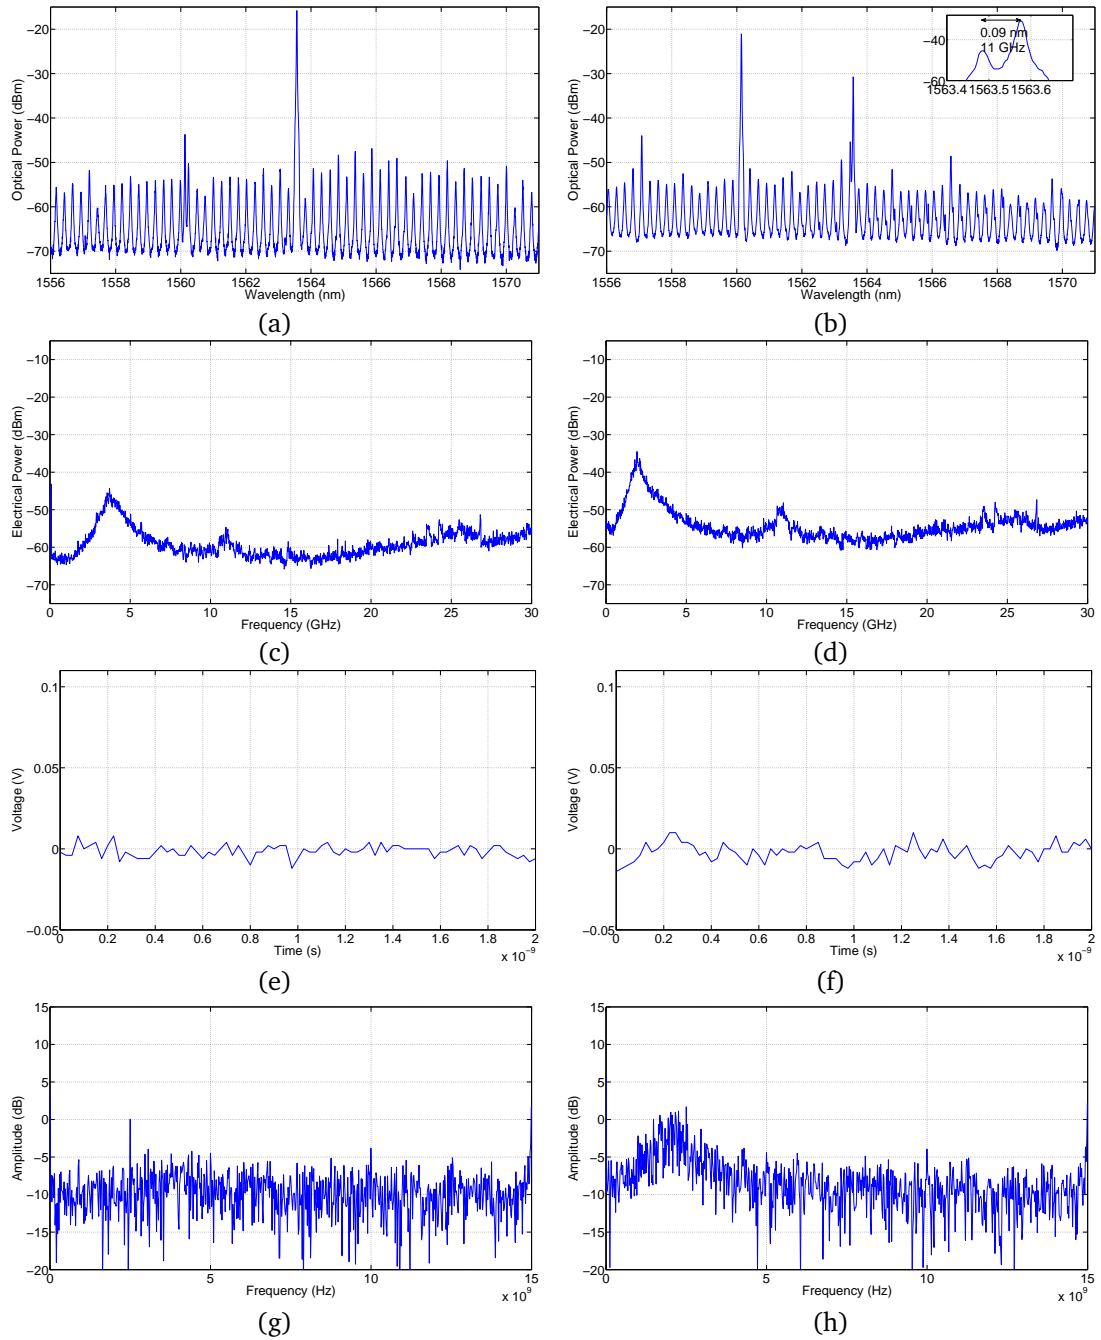 −20
−30
−40
−50
−60
−70
Optical Power (dBm)
1556 1558 1560 1562 1564 1566 1568 1570
Wavelength (nm)
(a)
−20
−30
−40
−50
−60
−70
Optical Power (dBm)
1556 1558 1560 1562 1564 1566 1568 1570
Wavelength (nm)
0.09 nm
11 GHz
−40
−60
1563.4 1563.5 1563.6
(b)
−10
−20
−30
−40
−50
−60
−70
Electrical Power (dBm)
0 5 10 15 20 25 30
Frequency (GHz)
(c)
−10
−20
−30
−40
−50
−60
−70
Electrical Power (dBm)
0 5 10 15 20 25 30
Frequency (GHz)
(d)
0.1
0.05
0
−0.05
Voltage (V)
0 0.2 0.4 0.6 0.8 1 1.2 1.4 1.6 1.8 2
Time (s)
x 10⁻⁹
(e)
0.1
0.05
0
−0.05
Voltage (V)
0 0.2 0.4 0.6 0.8 1 1.2 1.4 1.6 1.8 2
Time (s)
x 10⁻⁹
(f)
15
10
5
0
−5
−10
−15
−20
Amplitude (dB)
0 5 10 15
Frequency (Hz)
x 10⁹
(g)
15
10
5
0
−5
−10
−15
−20
Amplitude (dB)
0 5 10 15
Frequency (Hz)
x 10⁹
(h)